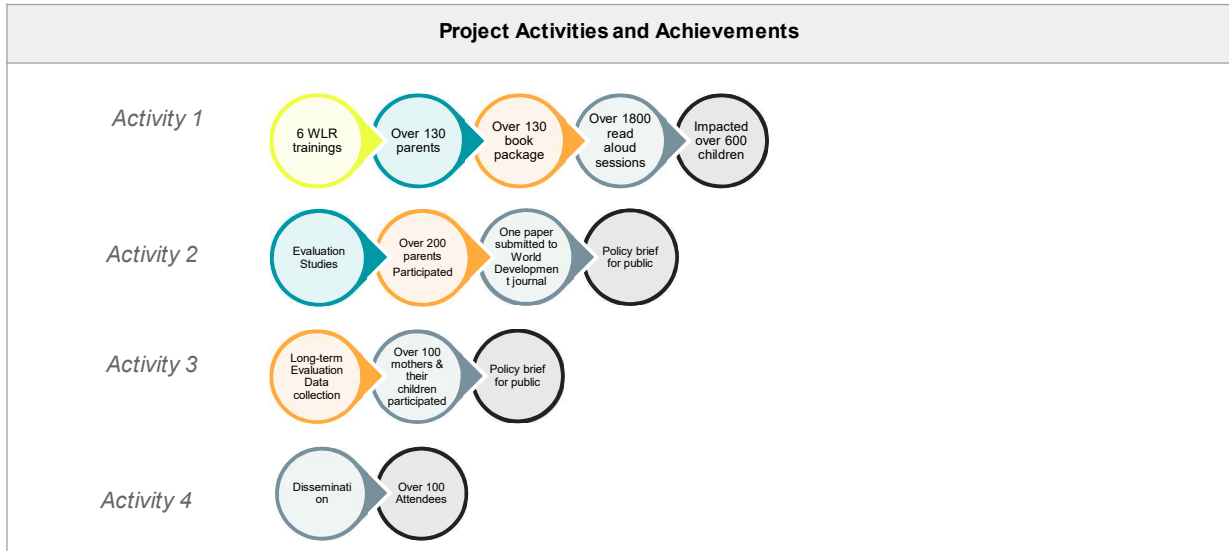 Project Activities and Achievements
Activity 1
6 WLR
trainings
Over 130
parents
Over 130
book
package
Over 1800
read
aloud
sessions
Impacted
over 600
children
Activity 2
Evaluation
Studies
Over 200
parents
Participated
One paper
submitted to
World
Developmen
t journal
Policy brief
for public
Activity 3
Long-term
Evaluation
Data
collection
Over 100
mothers &
their
children
participated
Policy brief
for public
Activity 4
Disseminati
on
Over 100
Attendees